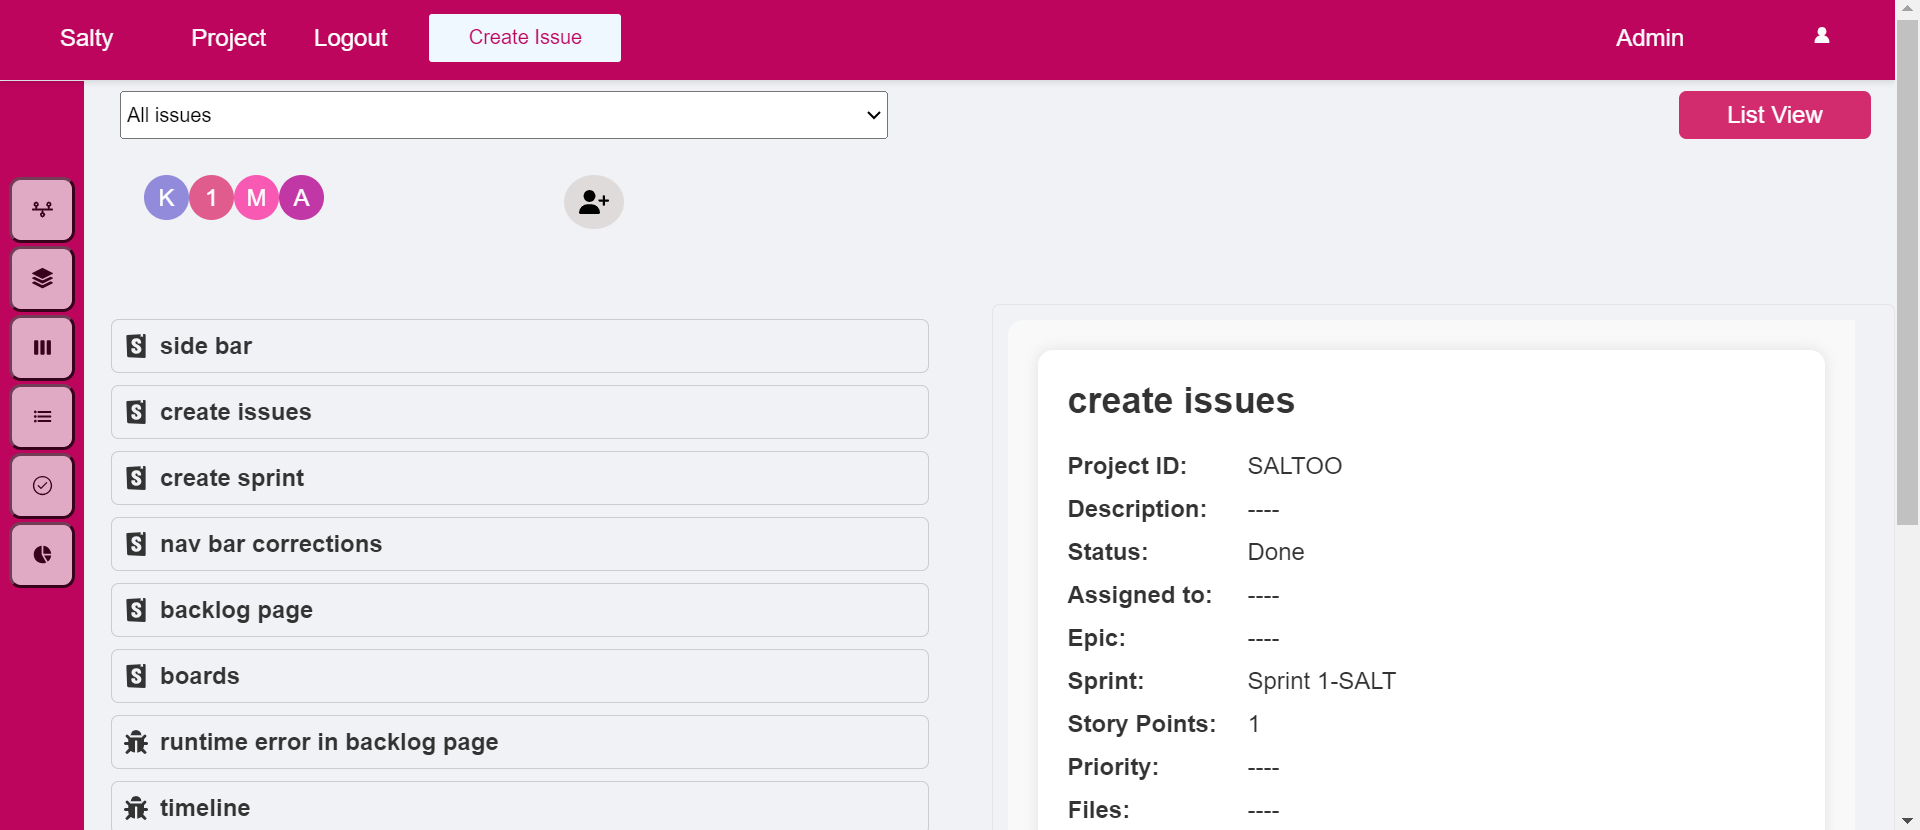 Salty Project Logout Create Issue Admin
All issues
List View
K 1 M A
side bar
create issues
create sprint
nav bar corrections
backlog page
boards
runtime error in backlog page
timeline
create issues
Project ID: SALTOO
Description: ----
Status: Done
Assigned to: ----
Epic: ----
Sprint: Sprint 1-SALT
Story Points: 1
Priority: ----
Files: ----